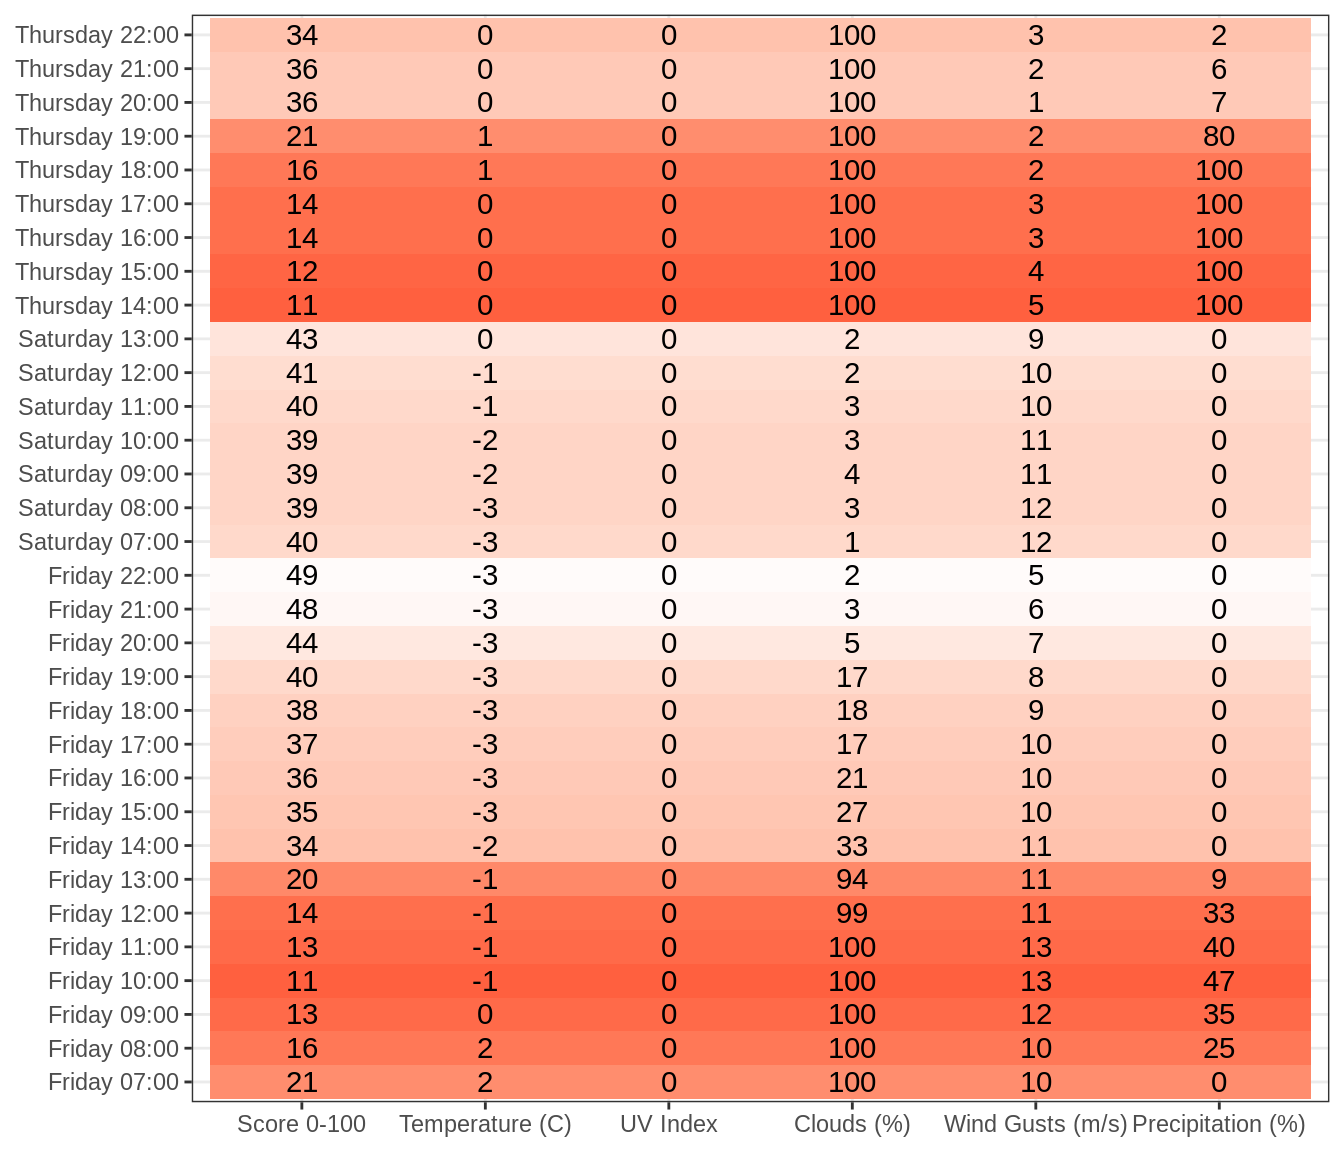 Thursday 22:00 34 0 0 100 3 2
Thursday 21:00 36 0 0 100 2 6
Thursday 20:00 36 0 0 100 1 7
Thursday 19:00 21 1 0 100 2 80
Thursday 18:00 16 1 0 100 2 100
Thursday 17:00 14 0 0 100 3 100
Thursday 16:00 14 0 0 100 3 100
Thursday 15:00 12 0 0 100 4 100
Thursday 14:00 11 0 0 100 5 100
Saturday 13:00 43 0 0 2 9 0
Saturday 12:00 41 -1 0 2 10 0
Saturday 11:00 40 -1 0 3 10 0
Saturday 10:00 39 -2 0 3 11 0
Saturday 09:00 39 -2 0 4 11 0
Saturday 08:00 39 -3 0 3 12 0
Saturday 07:00 40 -3 0 1 12 0
Friday 22:00 49 -3 0 2 5 0
Friday 21:00 48 -3 0 3 6 0
Friday 20:00 44 -3 0 5 7 0
Friday 19:00 40 -3 0 17 8 0
Friday 18:00 38 -3 0 18 9 0
Friday 17:00 37 -3 0 17 10 0
Friday 16:00 36 -3 0 21 10 0
Friday 15:00 35 -3 0 27 10 0
Friday 14:00 34 -2 0 33 11 0
Friday 13:00 20 -1 0 94 11 9
Friday 12:00 14 -1 0 99 11 33
Friday 11:00 13 -1 0 100 13 40
Friday 10:00 11 -1 0 100 13 47
Friday 09:00 13 0 0 100 12 35
Friday 08:00 16 2 0 100 10 25
Friday 07:00 21 2 0 100 10 0
Score 0-100 Temperature (C) UV Index Clouds (%) Wind Gusts (m/s) Precipitation (%)